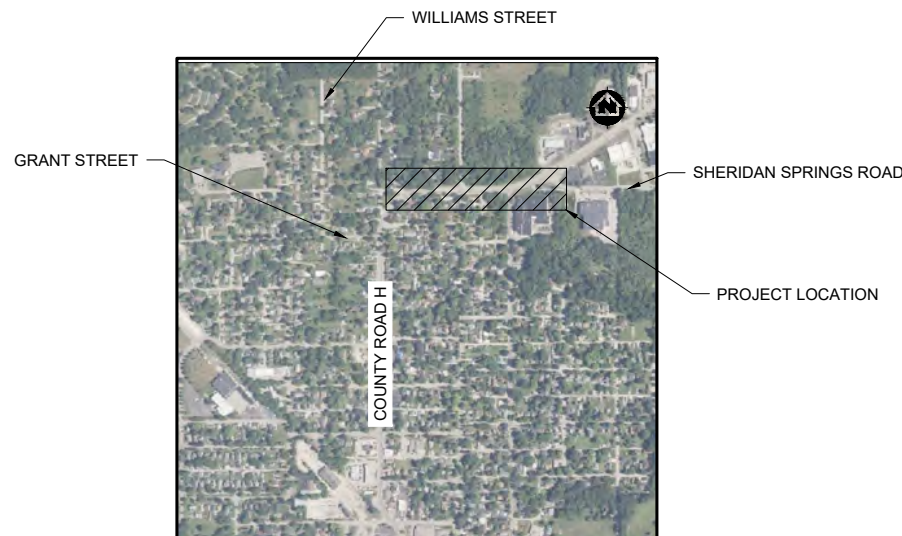 WILLIAMS STREET
GRANT STREET
N
SHERIDAN SPRINGS ROAD
PROJECT LOCATION
COUNTY ROAD H